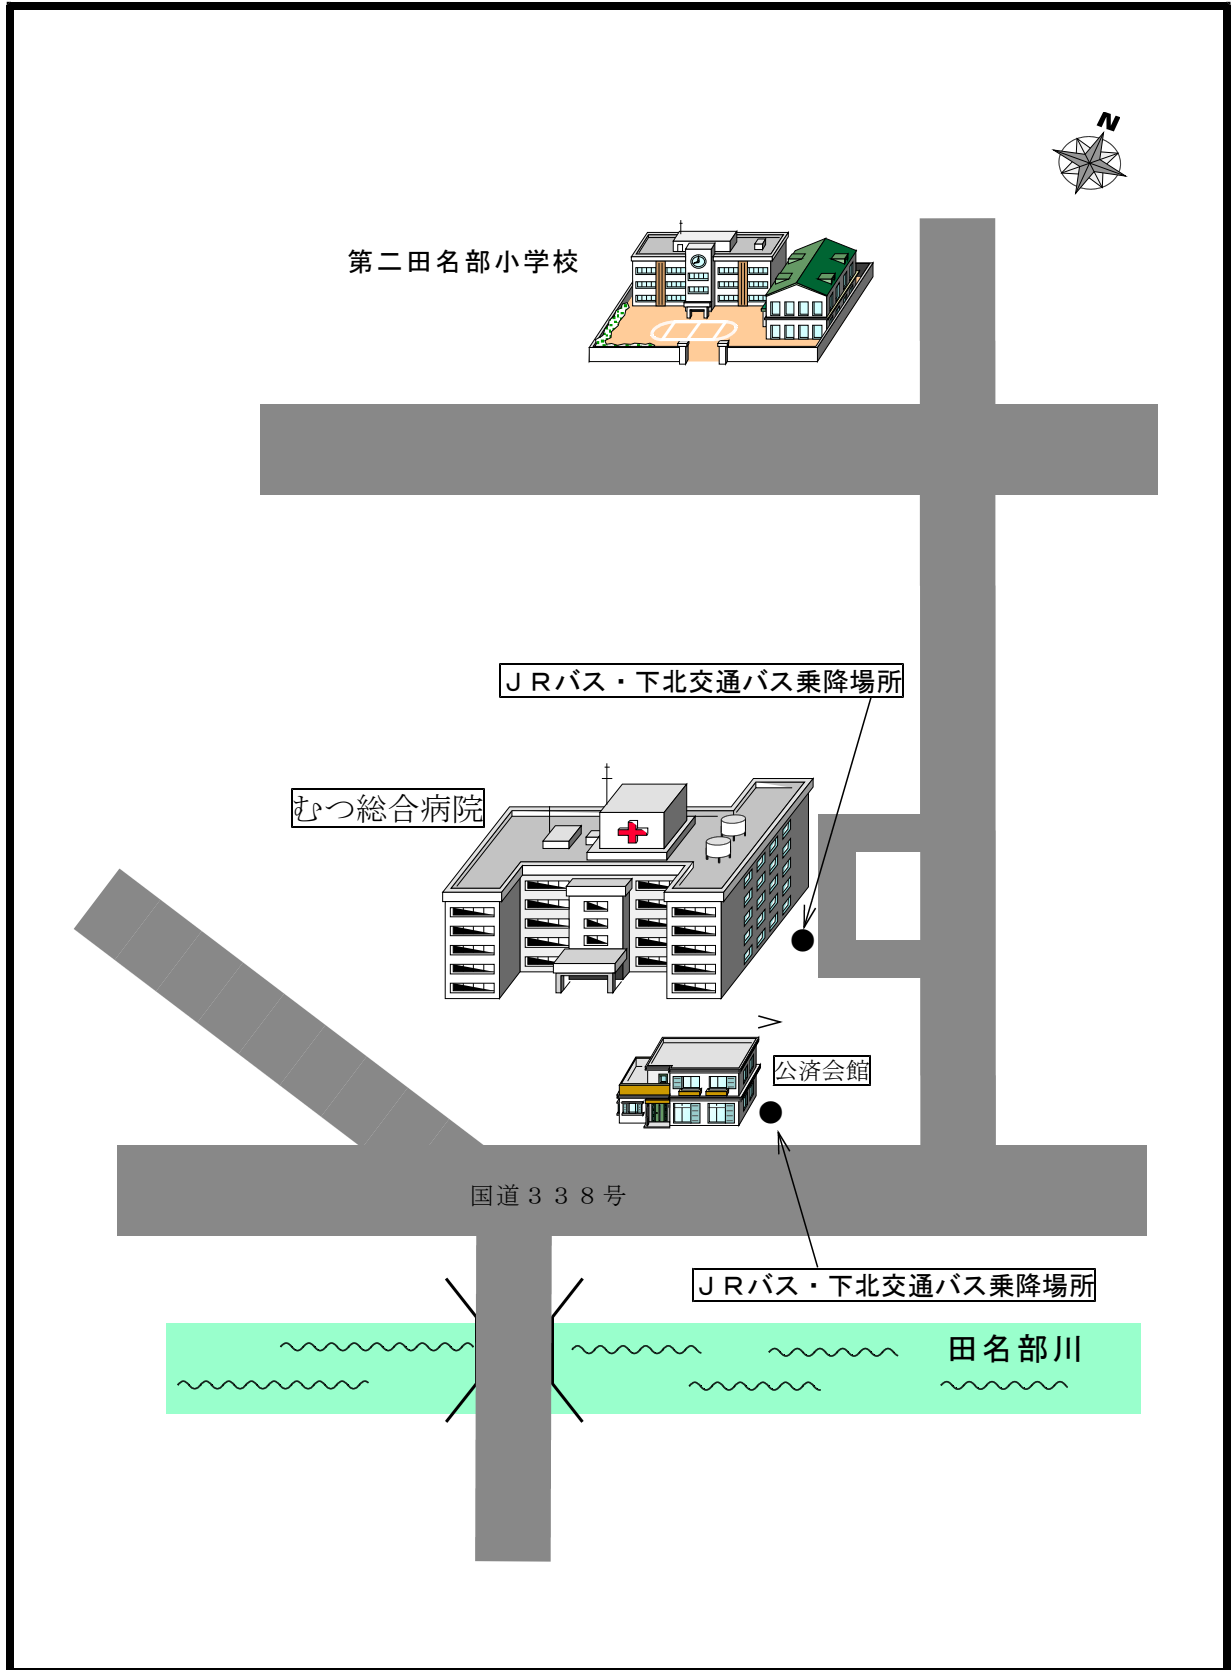 N
第二田名部小学校
ＪＲバス・下北交通バス乗降場所
むつ総合病院
公済会館
国道３３８号
ＪＲバス・下北交通バス乗降場所
田名部川